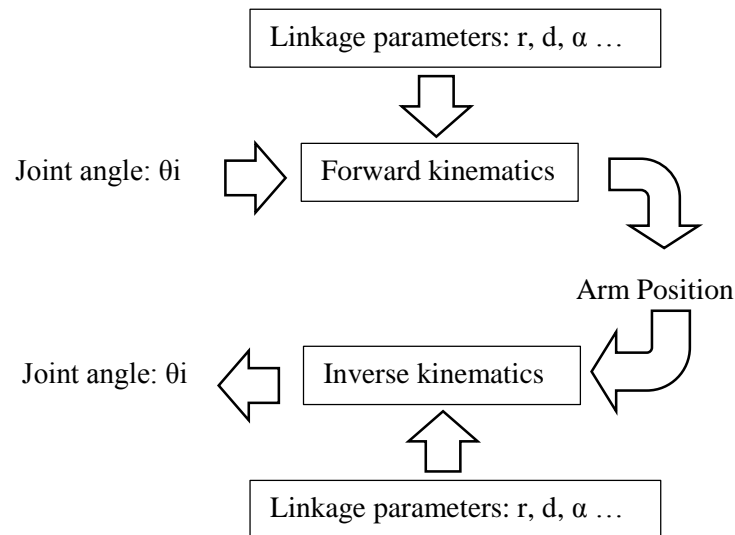 Linkage parameters: r, d, α …
Joint angle: θi
Forward kinematics
Arm Position
Joint angle: θi
Inverse kinematics
Linkage parameters: r, d, α …